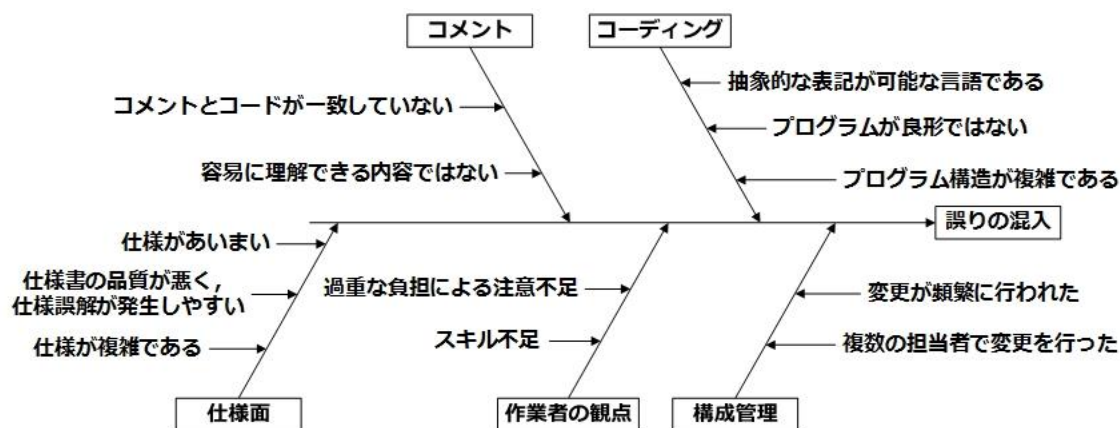 コメント
コーディング
抽象的な表記が可能な言語である
コメントとコードが一致していない
プログラムが良形ではない
容易に理解できる内容ではない
プログラム構造が複雑である
誤りの混入
仕様があいまい
仕様書の品質が悪く,
仕様誤解が発生しやすい
過重な負担による注意不足
変更が頻繁に行われた
仕様が複雑である
スキル不足
複数の担当者で変更を行った
仕様面
作業者の観点
構成管理